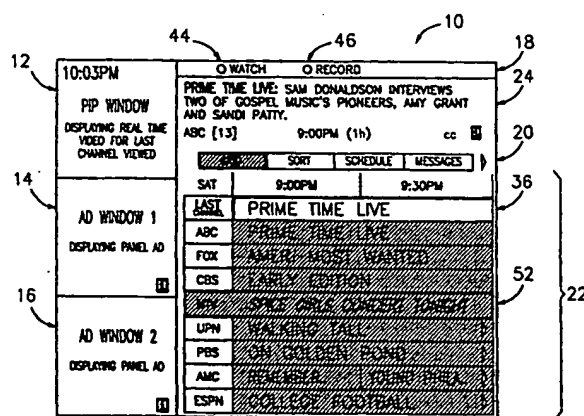 44
46
10
12
10:03PM
WATCH
RECORD
18
PIP WINDOW
DISPLAYING REAL TIME
VIDEO FOR LAST
CHANNEL VIEWED
PRIME TIME LIVE: SAM DONALDSON INTERVIEWS
TWO OF GOSPEL MUSIC'S PIONEERS, AMY GRANT
AND SANDI PATTY.
24
ABC [13] 9:00PM (1h) cc
20
SORT SCHEDULE MESSAGES
14
SAT 9:00PM 9:30PM
36
AD WINDOW 1
DISPLAYING PANEL AD
LAST
CHANNEL
PRIME TIME LIVE
ABC PRIME TIME LIVE
FOX AMERI MOST WANTED
CBS EARLY EDITION
52
SPICE GIRLS CONCERT TONIGHT
22
16
AD WINDOW 2
DISPLAYING PANEL AD
UPN WALKING TALL
PBS ON GOLDEN POND
AMC REMEMBER. YOUNG PHILA.
ESPN COLLEGE FOOTBALL